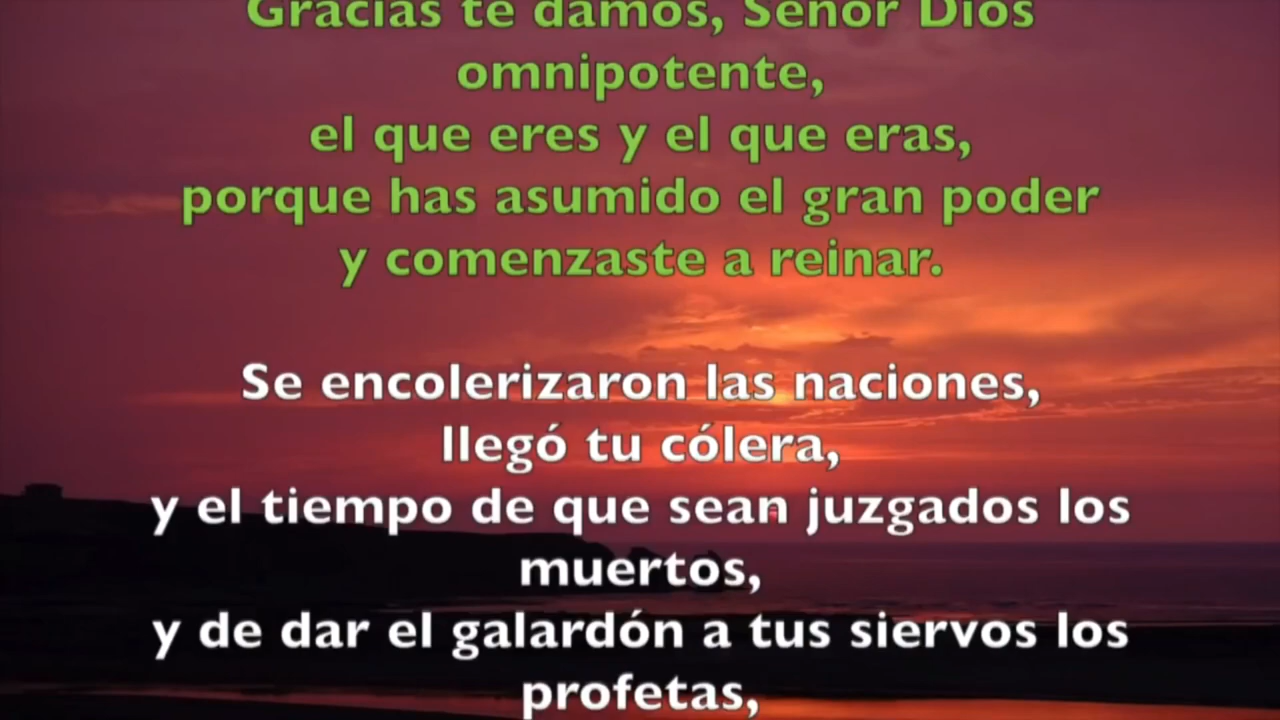 Gracias te damos, Señor Dios
omnipotente,
el que eres y el que eras,
porque has asumido el gran poder
y comenzaste a reinar.
Se encolerizaron las naciones,
llegó tu cólera,
y el tiempo de que sean juzgados los
muertos,
y de dar el galardón a tus siervos los
profetas,